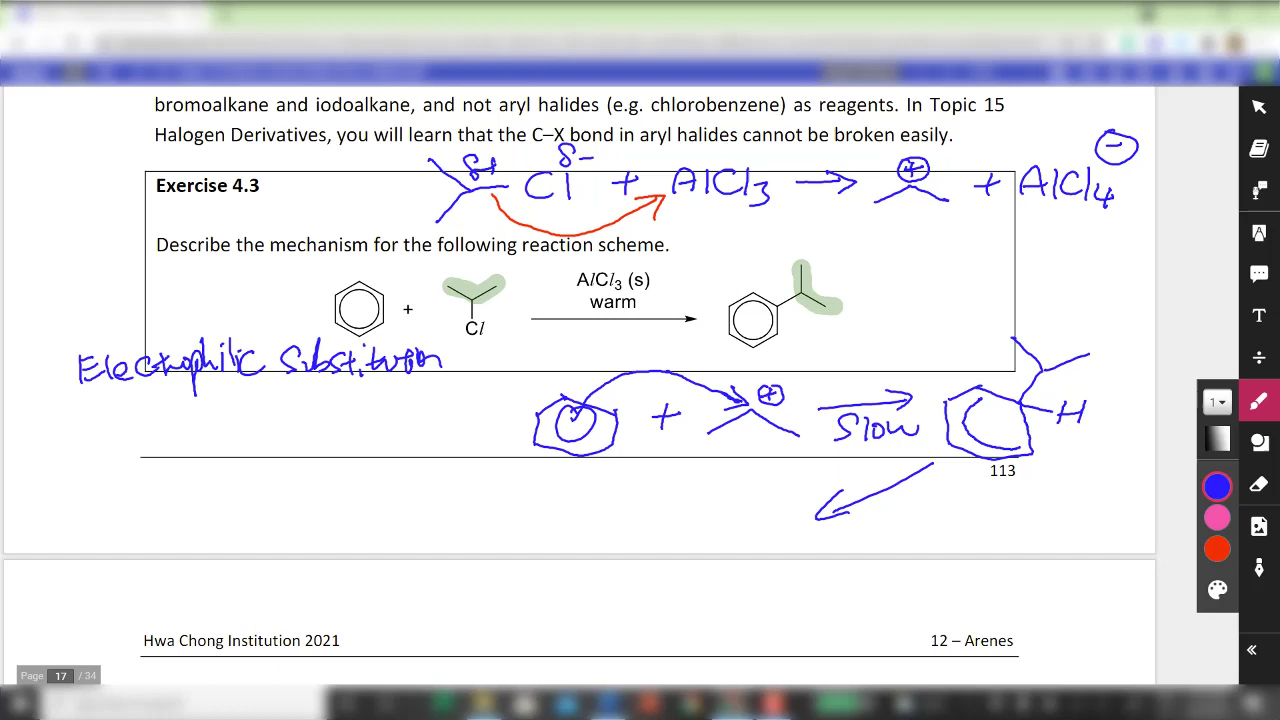 bromoalkane and iodoalkane, and not aryl halides (e.g. chlorobenzene) as reagents. In Topic 15
Halogen Derivatives, you will learn that the C–X bond in aryl halides cannot be broken easily.
δ+ δ−
Cl + AlCl3 → ⊕ + AlCl4 ⊖
Exercise 4.3
Describe the mechanism for the following reaction scheme.
+
Cl
AlCl3 (s)
warm
Electrophilic Substitution
+ ⊕
Slow
H
113
Hwa Chong Institution 2021
12 – Arenes
Page 17 / 34
1
T